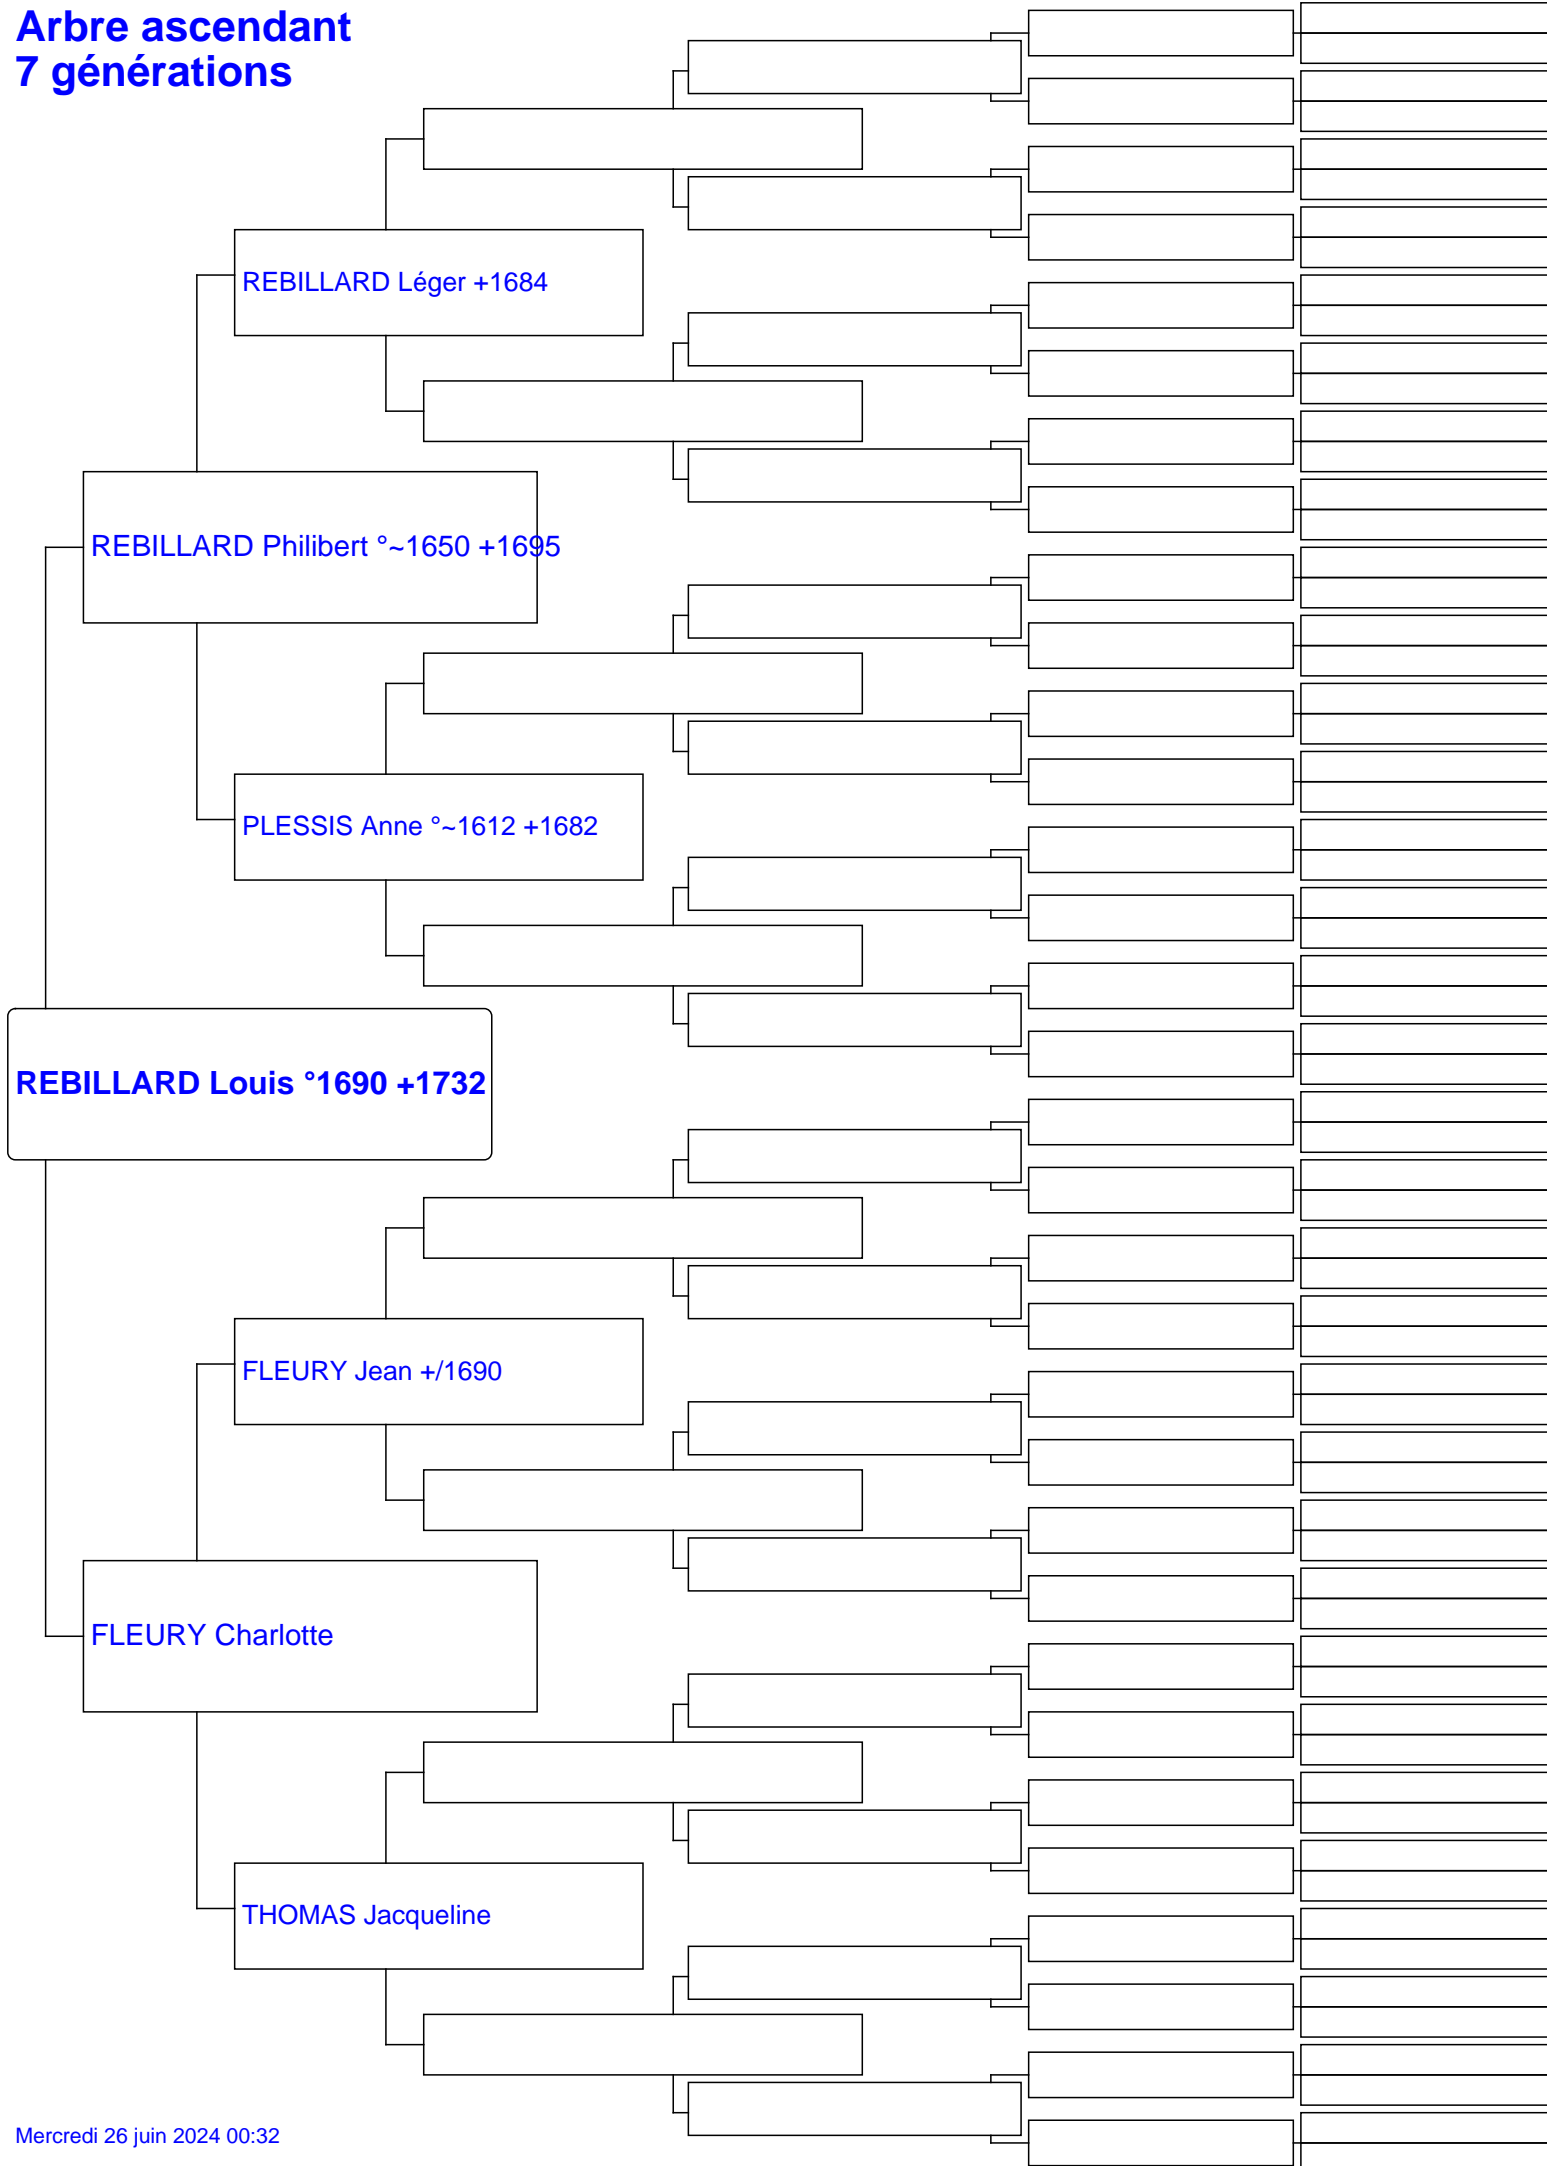 Arbre ascendant
7 générations
REBILLARD Léger +1684
REBILLARD Philibert °~1650 +1695
PLESSIS Anne °~1612 +1682
REBILLARD Louis °1690 +1732
FLEURY Jean +/1690
FLEURY Charlotte
THOMAS Jacqueline
Mercredi 26 juin 2024 00:32